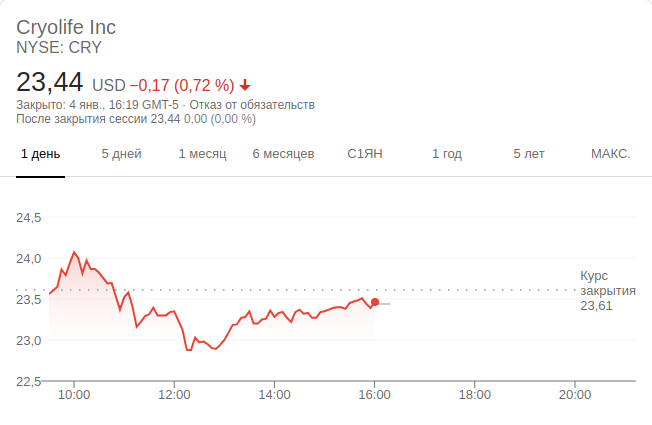 Cryolife Inc
NYSE: CRY
23,44 USD −0,17 (0,72 %)
Закрыто: 4 янв., 16:19 GMT-5 · Отказ от обязательств
После закрытия сессии 23,44 0,00 (0,00 %)
1 день 5 дней 1 месяц 6 месяцев С1ЯН 1 год 5 лет МАКС.
24,5
24,0
23,5
23,0
22,5
Курс
закрытия
23,61
10:00 12:00 14:00 16:00 18:00 20:00